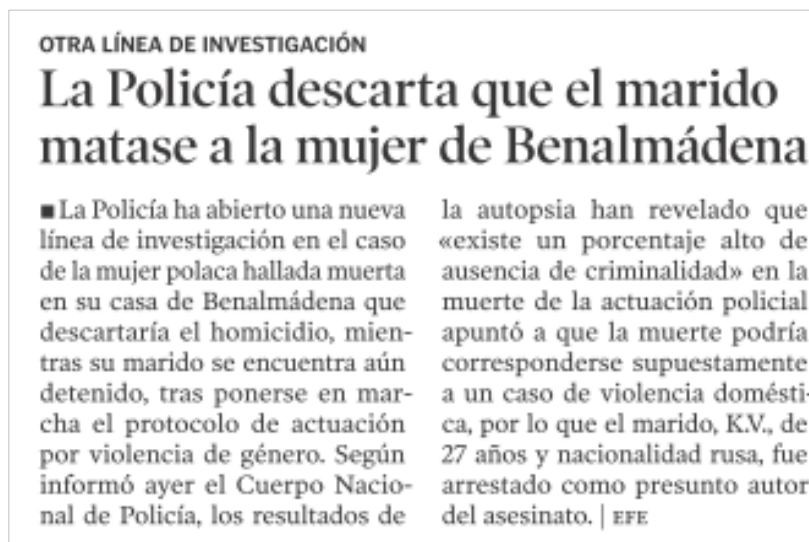 OTRA LÍNEA DE INVESTIGACIÓN
La Policía descarta que el marido
matase a la mujer de Benalmádena
■ La Policía ha abierto una nueva
línea de investigación en el caso
de la mujer polaca hallada muerta
en su casa de Benalmádena que
descartaría el homicidio, mien-
tras su marido se encuentra aún
detenido, tras ponerse en mar-
cha el protocolo de actuación
por violencia de género. Según
informó ayer el Cuerpo Nacio-
nal de Policía, los resultados de
la autopsia han revelado que
«existe un porcentaje alto de
ausencia de criminalidad» en la
muerte de la actuación policial
apuntó a que la muerte podría
corresponderse supuestamente
a un caso de violencia domésti-
ca, por lo que el marido, K.V., de
27 años y nacionalidad rusa, fue
arrestado como presunto autor
del asesinato. | EFE